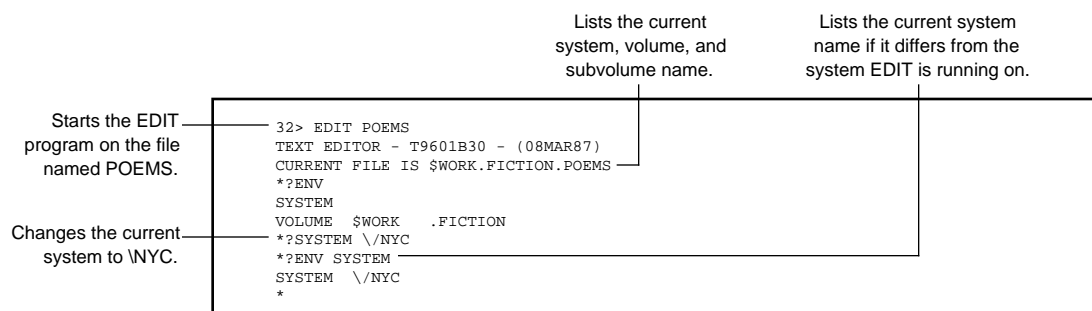 Lists the current
system, volume, and
subvolume name.
Lists the current system
name if it differs from the
system EDIT is running on.
Starts the EDIT
program on the file
named POEMS.
32> EDIT POEMS
TEXT EDITOR - T9601B30 - (08MAR87)
CURRENT FILE IS $WORK.FICTION.POEMS
*?ENV
SYSTEM
VOLUME $WORK .FICTION
Changes the current
system to \NYC.
*?SYSTEM \/NYC
*?ENV SYSTEM
SYSTEM \/NYC
*